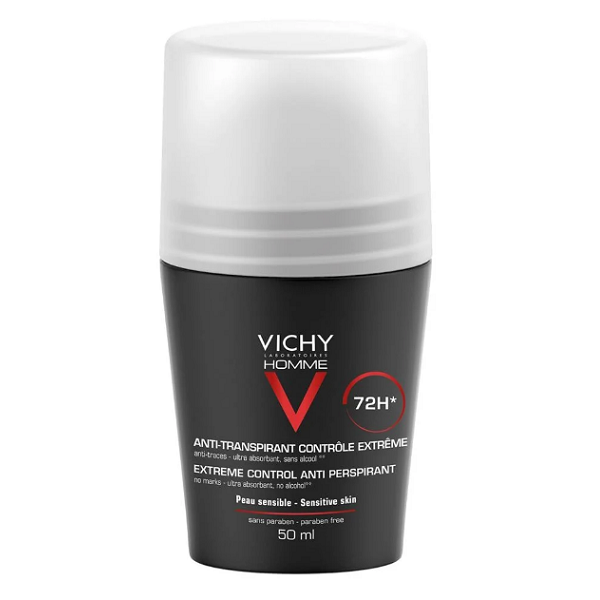 VICHY
LABORATOIRES
HOMME
V
72H*
ANTI-TRANSPIRANT CONTRÔLE EXTRÊME
anti-traces - ultra absorbant, sans alcool **
EXTREME CONTROL ANTI PERSPIRANT
no marks - ultra absorbent, no alcohol**
Peau sensible - Sensitive skin
sans paraben - paraben free
50 ml